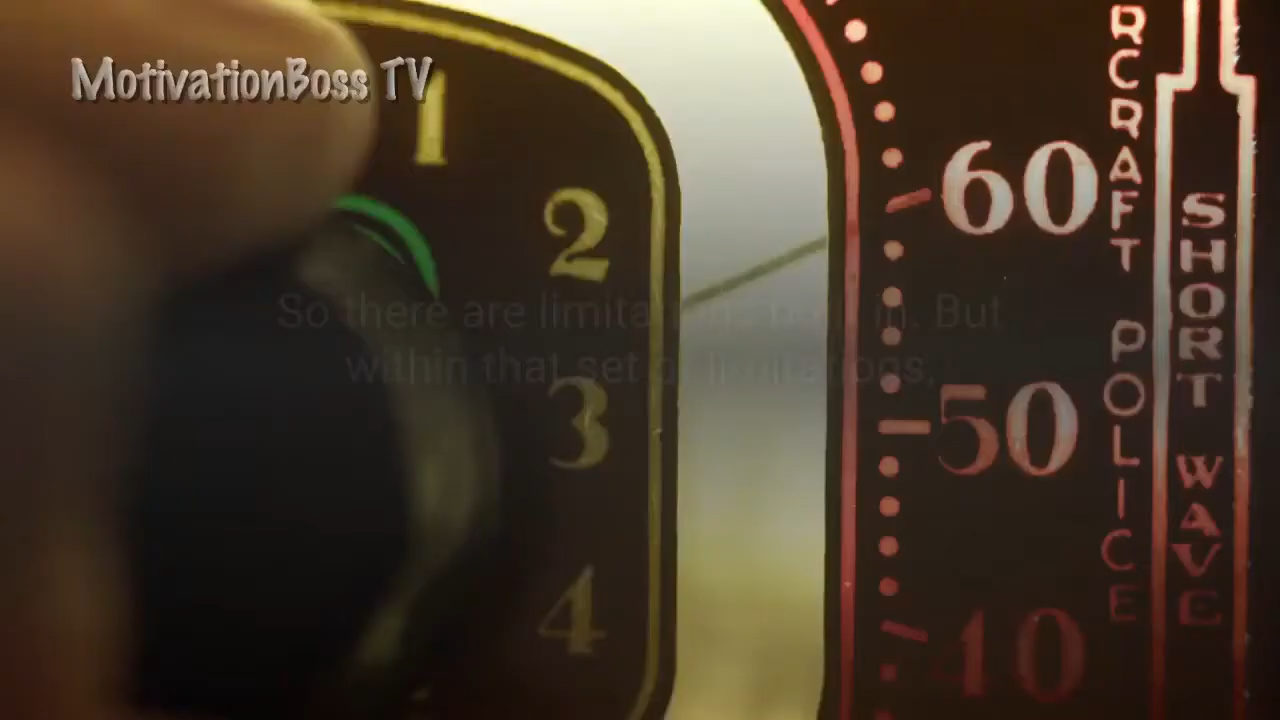 MotivationBoss TV
1
2
3
4
60
50
40
RCRAFT POLICE
SHORT WAVE
So there are limitations in. But
within that set of limitations,